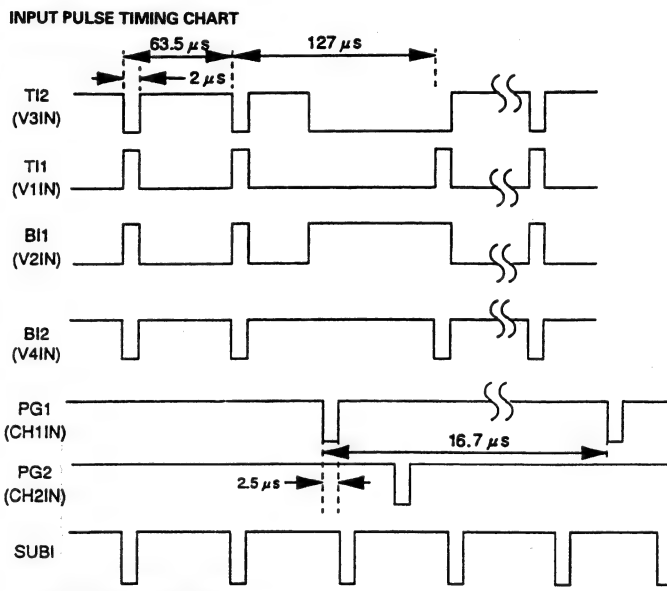 INPUT PULSE TIMING CHART
63.5 μs
127 μs
2 μs
TI2
(V3IN)
TI1
(V1IN)
BI1
(V2IN)
BI2
(V4IN)
PG1
(CH1IN)
16.7 μs
PG2
(CH2IN)
2.5 μs
SUBI